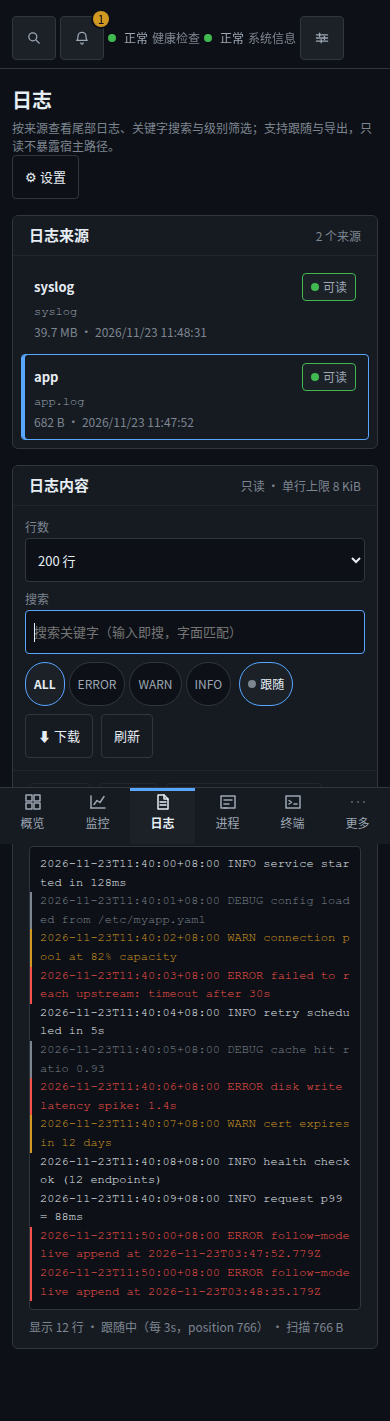 1
正常 健康检查 正常 系统信息
日志
按来源查看尾部日志、关键字搜索与级别筛选；支持跟随与导出，只
读不暴露宿主路径。
⚙ 设置
日志来源 2 个来源
syslog 可读
syslog
39.7 MB • 2026/11/23 11:48:31
app 可读
app.log
682 B • 2026/11/23 11:47:52
日志内容 只读 • 单行上限 8 KiB
行数
200 行
搜索
搜索关键字（输入即搜，字面匹配）
ALL ERROR WARN INFO 跟随
⬇ 下载 刷新
概览 监控 日志 进程 终端 更多
2026-11-23T11:40:00+08:00 INFO service star
ted in 128ms
2026-11-23T11:40:01+08:00 DEBUG config load
ed from /etc/myapp.yaml
2026-11-23T11:40:02+08:00 WARN connection p
ool at 82% capacity
2026-11-23T11:40:03+08:00 ERROR failed to r
each upstream: timeout after 30s
2026-11-23T11:40:04+08:00 INFO retry schedu
led in 5s
2026-11-23T11:40:05+08:00 DEBUG cache hit r
atio 0.93
2026-11-23T11:40:06+08:00 ERROR disk write
latency spike: 1.4s
2026-11-23T11:40:07+08:00 WARN cert expires
in 12 days
2026-11-23T11:40:08+08:00 INFO health check
ok (12 endpoints)
2026-11-23T11:40:09+08:00 INFO request p99
= 88ms
2026-11-23T11:50:00+08:00 ERROR follow-mode
live append at 2026-11-23T03:47:52.779Z
2026-11-23T11:50:00+08:00 ERROR follow-mode
live append at 2026-11-23T03:48:35.179Z
显示 12 行 • 跟随中（每 3s，position 766） • 扫描 766 B